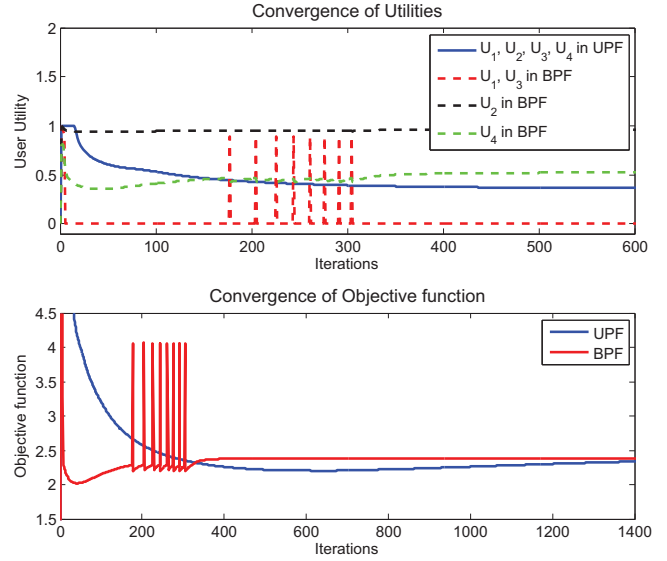 Convergence of Utilities
2
1.5
1
0.5
0
User Utility
U1, U2, U3, U4 in UPF
U1, U3 in BPF
U2 in BPF
U4 in BPF
0 100 200 300 400 500 600
Iterations
Convergence of Objective function
4.5
4
3.5
3
2.5
2
1.5
Objective function
UPF
BPF
0 200 400 600 800 1000 1200 1400
Iterations